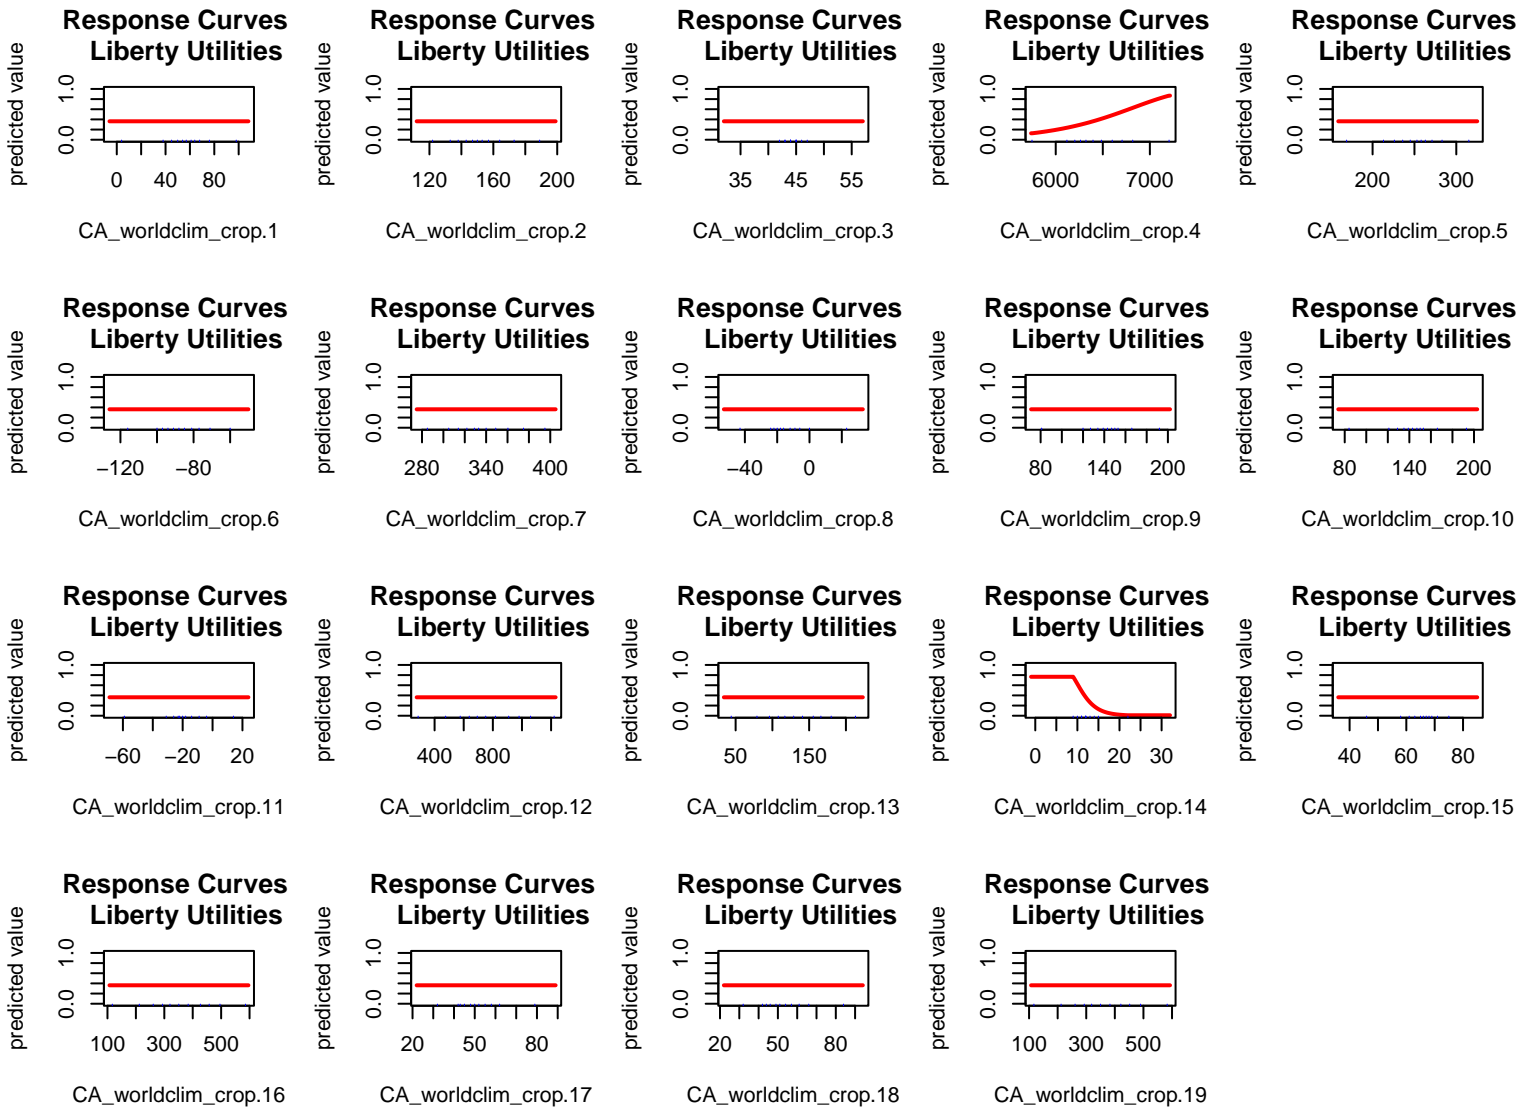 Response Curves
Liberty Utilities
predicted value
0.0 1.0
0 40 80
CA_worldclim_crop.1
Response Curves
Liberty Utilities
predicted value
0.0 1.0
120 160 200
CA_worldclim_crop.2
Response Curves
Liberty Utilities
predicted value
0.0 1.0
35 45 55
CA_worldclim_crop.3
Response Curves
Liberty Utilities
predicted value
0.0 1.0
6000 7000
CA_worldclim_crop.4
Response Curves
Liberty Utilities
predicted value
0.0 1.0
200 300
CA_worldclim_crop.5
Response Curves
Liberty Utilities
predicted value
0.0 1.0
−120 −80
CA_worldclim_crop.6
Response Curves
Liberty Utilities
predicted value
0.0 1.0
280 340 400
CA_worldclim_crop.7
Response Curves
Liberty Utilities
predicted value
0.0 1.0
−40 0
CA_worldclim_crop.8
Response Curves
Liberty Utilities
predicted value
0.0 1.0
80 140 200
CA_worldclim_crop.9
Response Curves
Liberty Utilities
predicted value
0.0 1.0
80 140 200
CA_worldclim_crop.10
Response Curves
Liberty Utilities
predicted value
0.0 1.0
−60 −20 20
CA_worldclim_crop.11
Response Curves
Liberty Utilities
predicted value
0.0 1.0
400 800
CA_worldclim_crop.12
Response Curves
Liberty Utilities
predicted value
0.0 1.0
50 150
CA_worldclim_crop.13
Response Curves
Liberty Utilities
predicted value
0.0 1.0
0 10 20 30
CA_worldclim_crop.14
Response Curves
Liberty Utilities
predicted value
0.0 1.0
40 60 80
CA_worldclim_crop.15
Response Curves
Liberty Utilities
predicted value
0.0 1.0
100 300 500
CA_worldclim_crop.16
Response Curves
Liberty Utilities
predicted value
0.0 1.0
20 50 80
CA_worldclim_crop.17
Response Curves
Liberty Utilities
predicted value
0.0 1.0
20 50 80
CA_worldclim_crop.18
Response Curves
Liberty Utilities
predicted value
0.0 1.0
100 300 500
CA_worldclim_crop.19